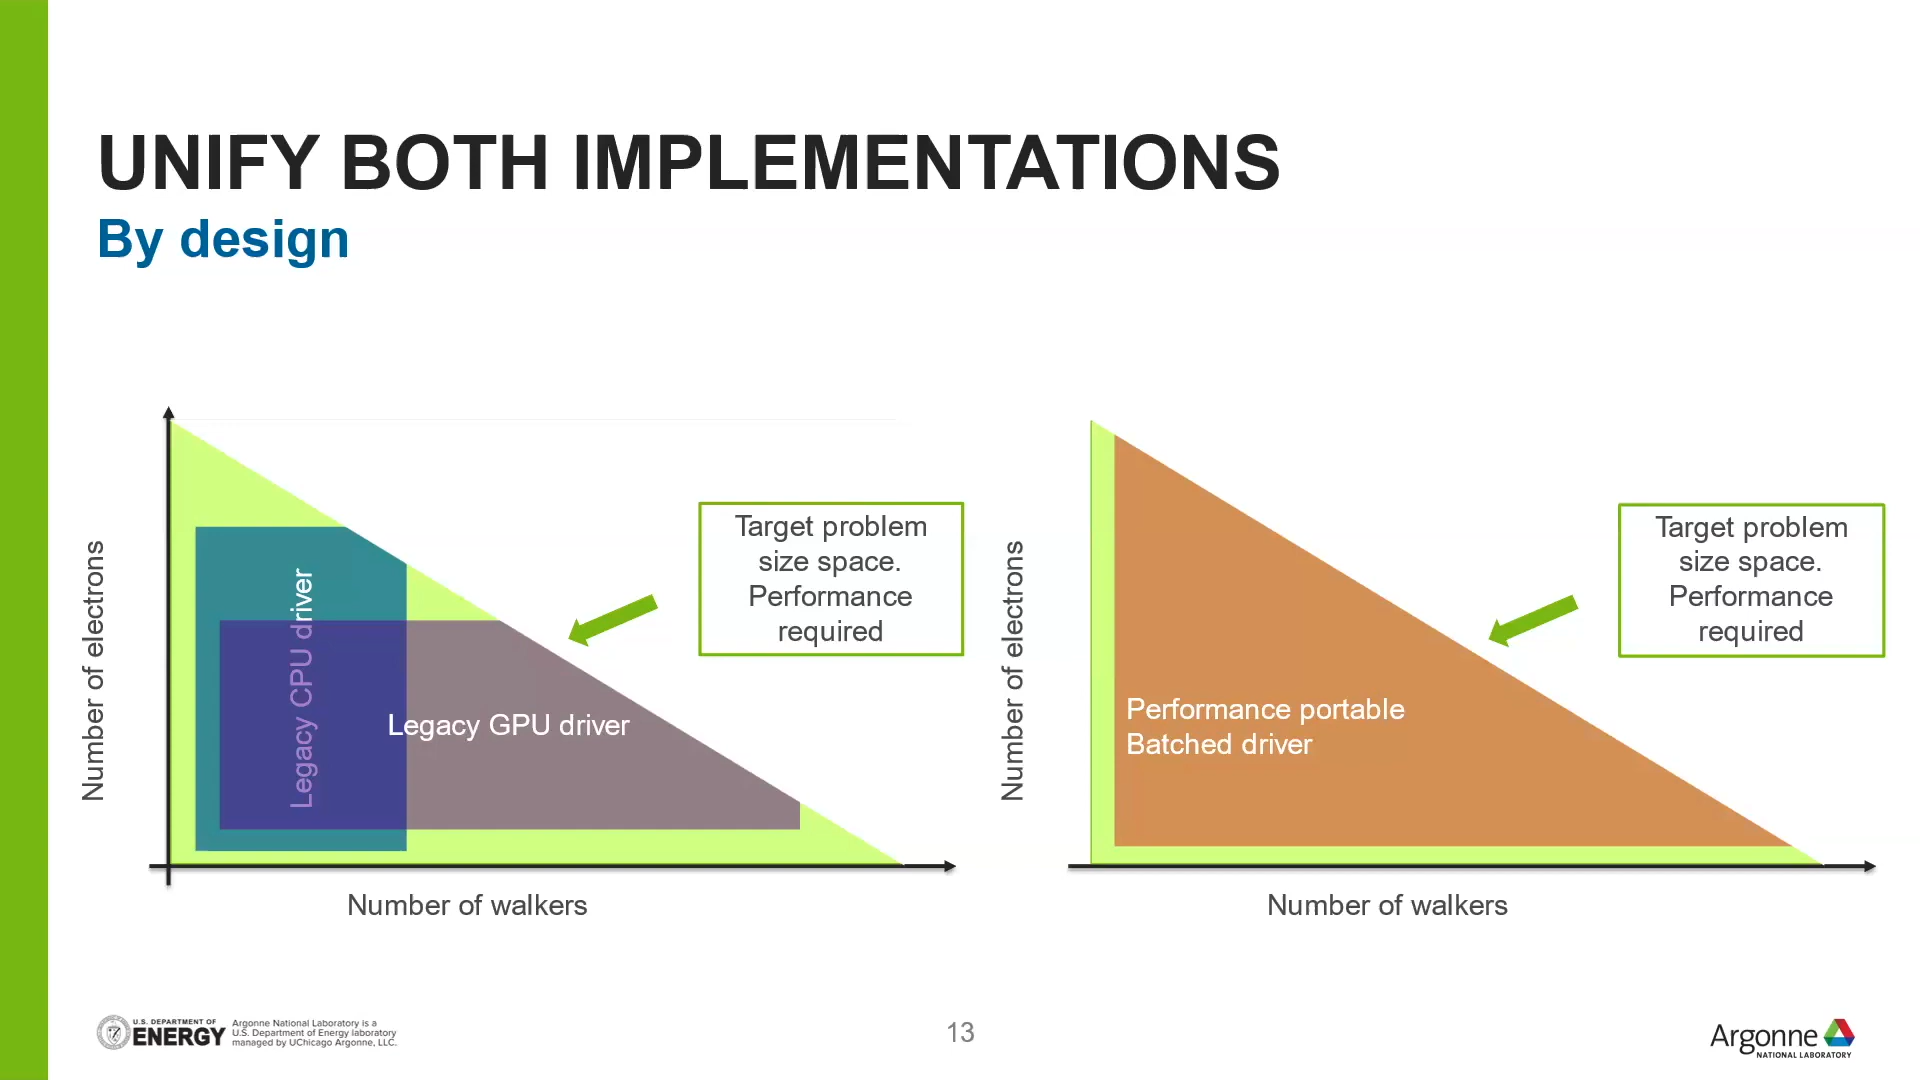 UNIFY BOTH IMPLEMENTATIONS
By design
Number of electrons
Legacy CPU driver
Legacy GPU driver
Target problem
size space.
Performance
required
Number of walkers
Number of electrons
Performance portable
Batched driver
Target problem
size space.
Performance
required
Number of walkers
U.S. DEPARTMENT OF
ENERGY
Argonne National Laboratory is a
U.S. Department of Energy laboratory
managed by UChicago Argonne, LLC.
13
Argonne
NATIONAL LABORATORY